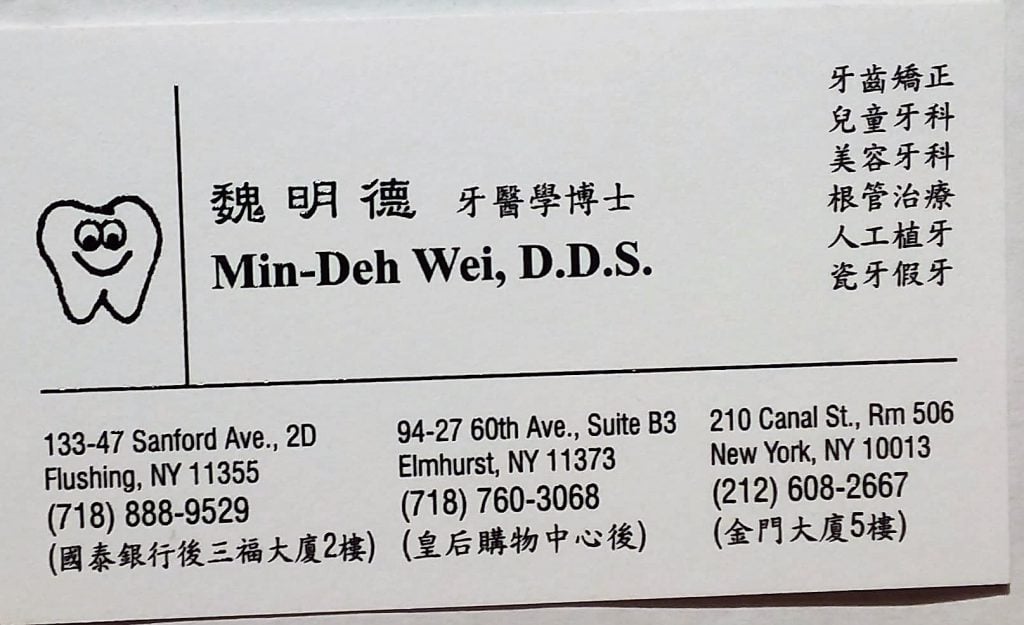 魏明德 牙醫學博士
Min-Deh Wei, D.D.S.
牙齒矯正
兒童牙科
美容牙科
根管治療
人工植牙
瓷牙假牙
133-47 Sanford Ave., 2D
Flushing, NY 11355
(718) 888-9529
(國泰銀行後三福大廈2樓)
94-27 60th Ave., Suite B3
Elmhurst, NY 11373
(718) 760-3068
(皇后購物中心後)
210 Canal St., Rm 506
New York, NY 10013
(212) 608-2667
(金門大廈5樓)